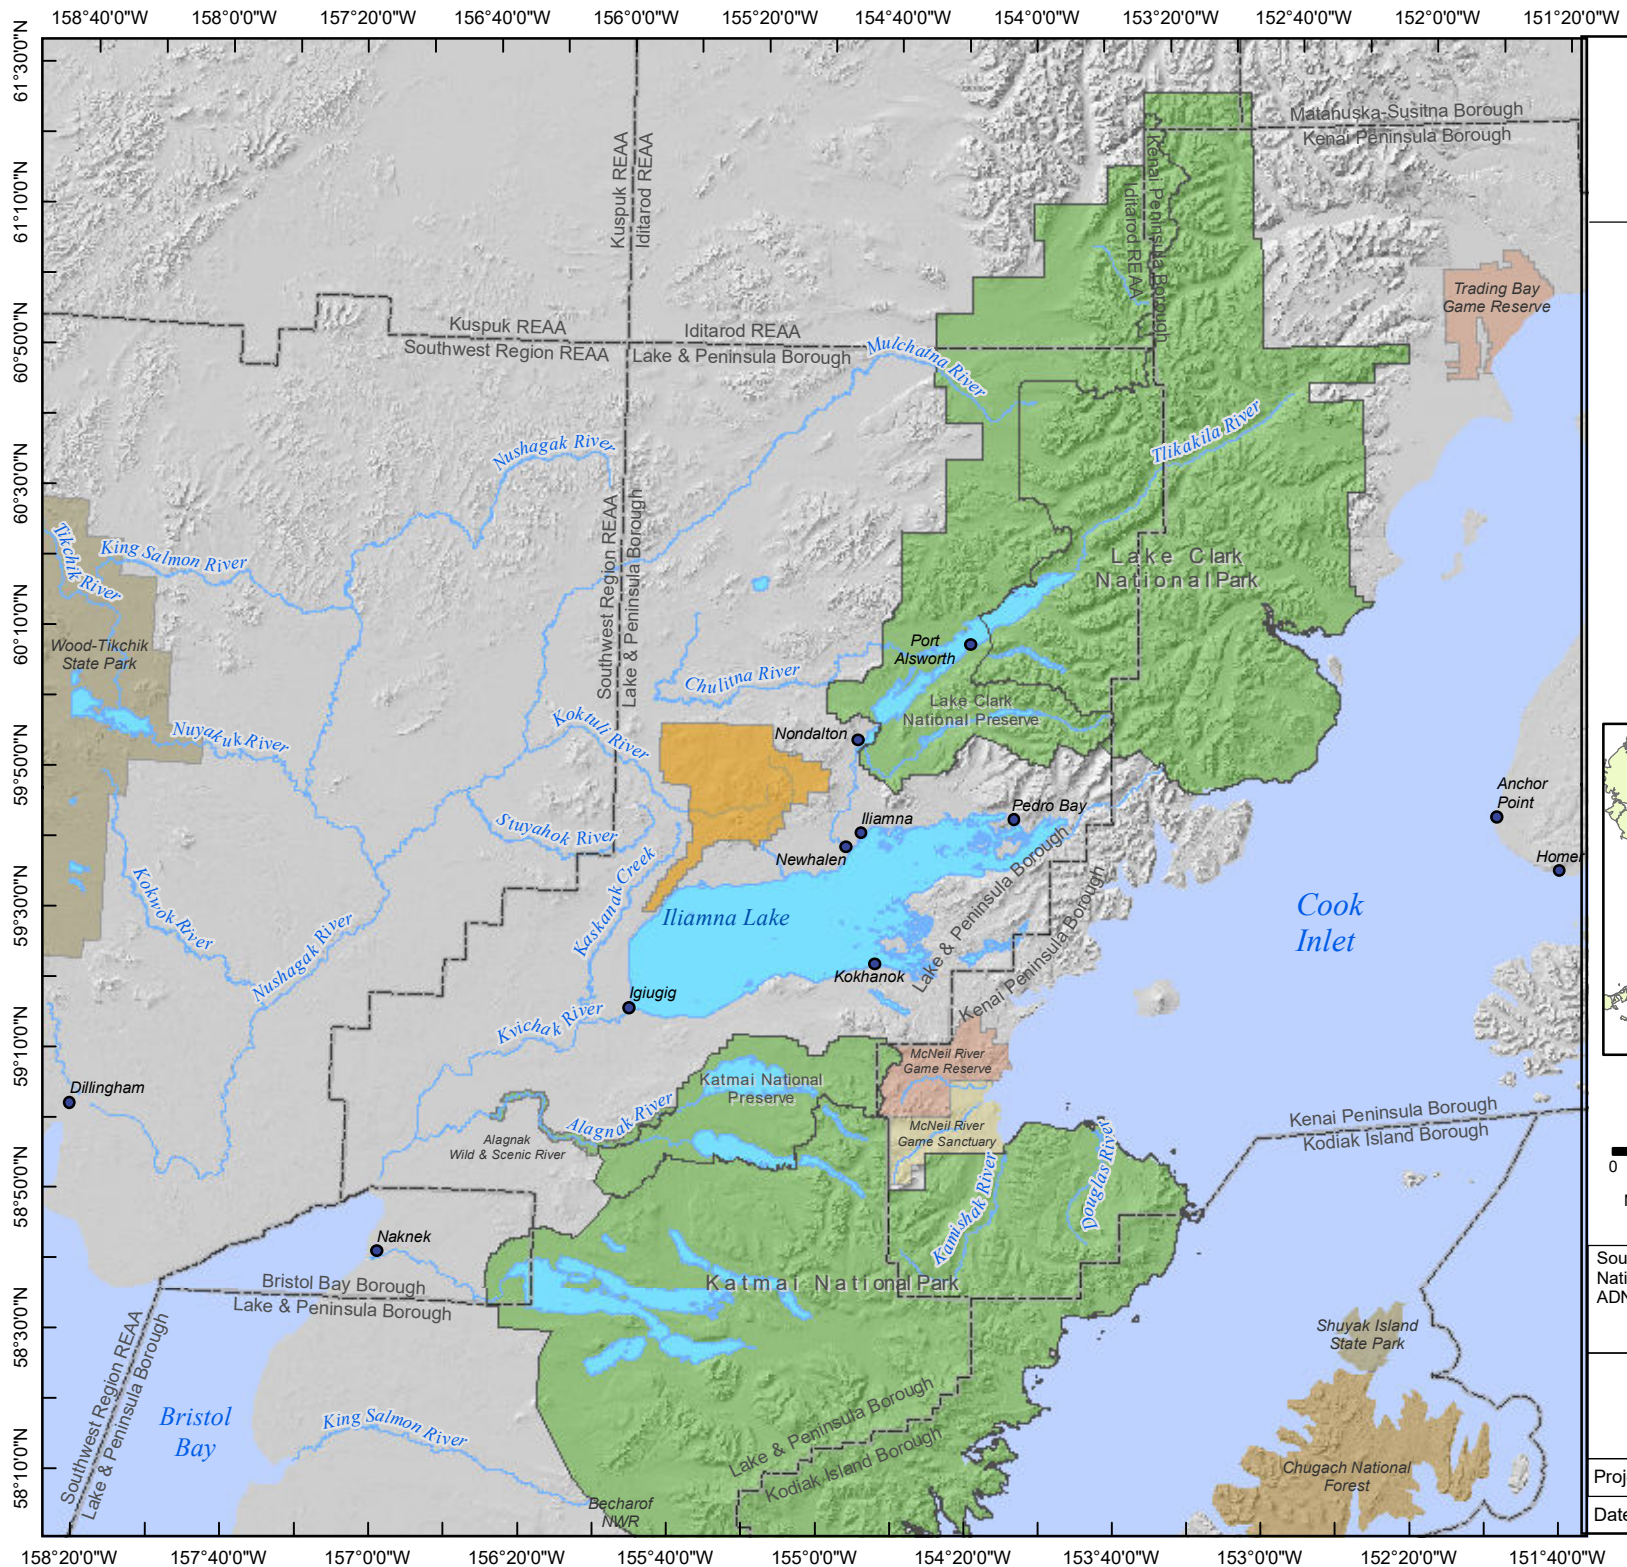 158°40'0"W
158°0'0"W
157°20'0"W
156°40'0"W
156°0'0"W
155°20'0"W
154°40'0"W
154°0'0"W
153°20'0"W
152°40'0"W
152°0'0"W
151°20'0"W
61°30'0"N
61°10'0"N
60°50'0"N
60°30'0"N
60°10'0"N
59°50'0"N
59°30'0"N
59°10'0"N
58°50'0"N
58°30'0"N
58°10'0"N
Matanuska-Susitna Borough
Kenai Peninsula Borough
Kuspuk REAA
Iditarod REAA
Kenai Peninsula Borough
Iditarod REAA
Trading Bay
Game Reserve
Kuspuk REAA
Southwest Region REAA
Iditarod REAA
Lake & Peninsula Borough
Mulchatna River
Tlikakila River
Nushagak River
Southwest Region REAA
Lake & Peninsula Borough
Tikchik River
King Salmon River
Lake Clark
National Park
Wood-Tikchik
State Park
Port
Alsworth
Chulitna River
Lake Clark
National Preserve
Koktuli River
Nuyakuk River
Nondalton
Anchor
Point
Pedro Bay
Iliamna
Stuyahok River
Newhalen
Homer
Kaskanak Creek
Lake & Peninsula Borough
Kenai Peninsula Borough
Kokwok River
Iliamna Lake
Cook
Inlet
Nushagak River
Kokhanok
Igiugig
Kvichak River
McNeil River
Game Reserve
Dillingham
Katmai National
Preserve
Alagnak River
McNeil River
Game Sanctuary
Alagnak
Wild & Scenic River
Kenai Peninsula Borough
Kodiak Island Borough
Kamishak River
Douglas River
Naknek
Bristol Bay Borough
Lake & Peninsula Borough
Katmai National Park
Southwest Region REAA
Lake & Peninsula Borough
Shuyak Island
State Park
Bristol
Bay
King Salmon River
Lake & Peninsula Borough
Kodiak Island Borough
Chugach National
Forest
Becharof
NWR
0
Sou
Nati
ADN
Proj
Date
158°20'0"W
157°40'0"W
157°0'0"W
156°20'0"W
155°40'0"W
155°0'0"W
154°20'0"W
153°40'0"W
153°0'0"W
152°20'0"W
151°40'0"W